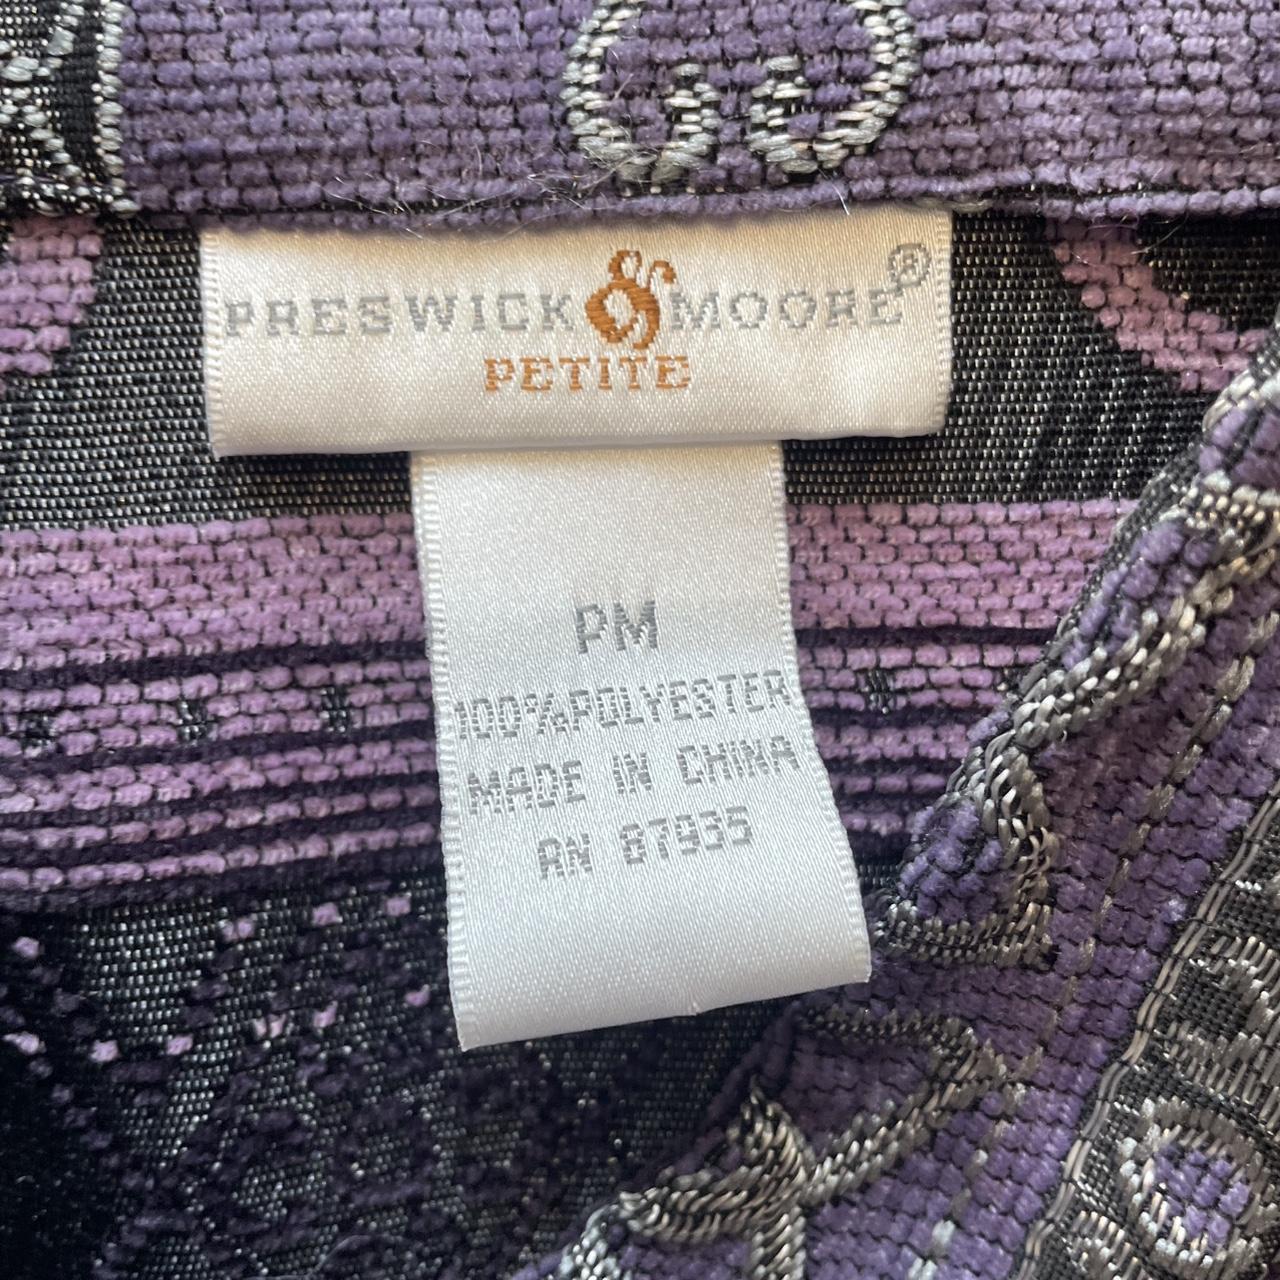 PRESWICK & MOORE®
PETITE
PM
100%POLYESTER
MADE IN CHINA
RN 87935